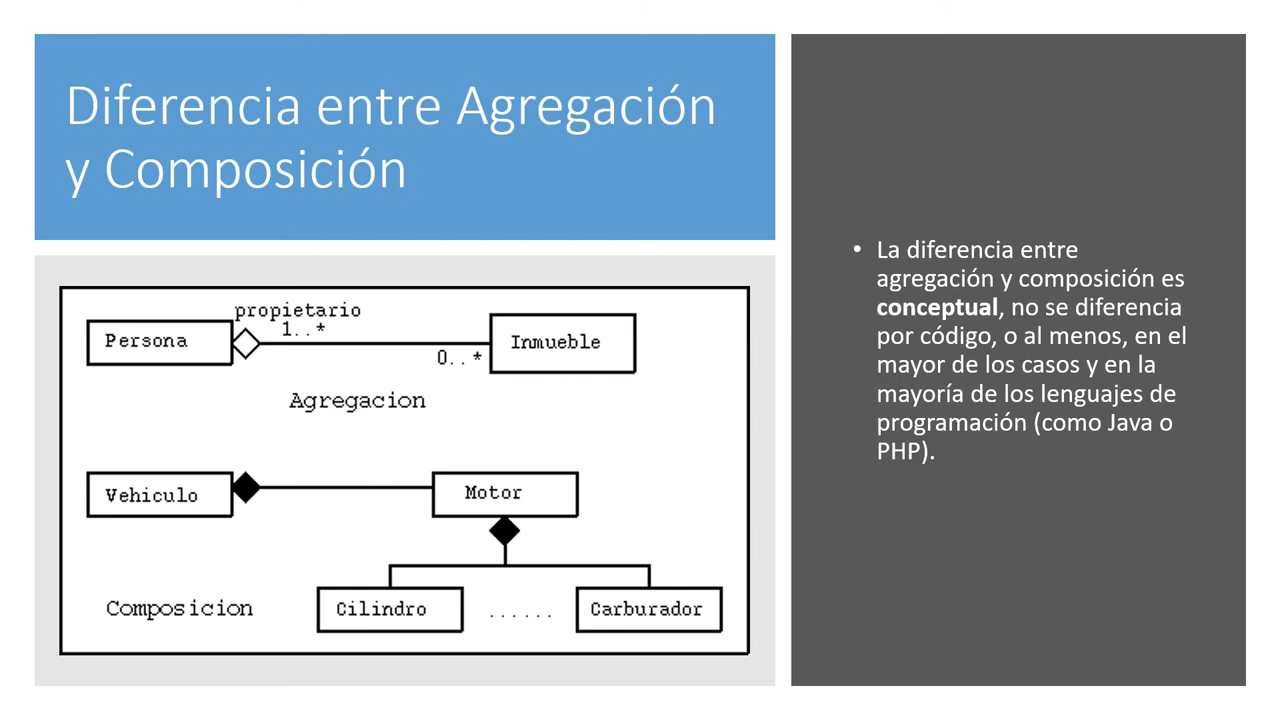 Diferencia entre Agregación
y Composición
propietario
1..*
Persona
Inmueble
0..*
Agregacion
Vehiculo
Motor
Composicion
Cilindro
......
Carburador
• La diferencia entre
agregación y composición es
conceptual, no se diferencia
por código, o al menos, en el
mayor de los casos y en la
mayoría de los lenguajes de
programación (como Java o
PHP).